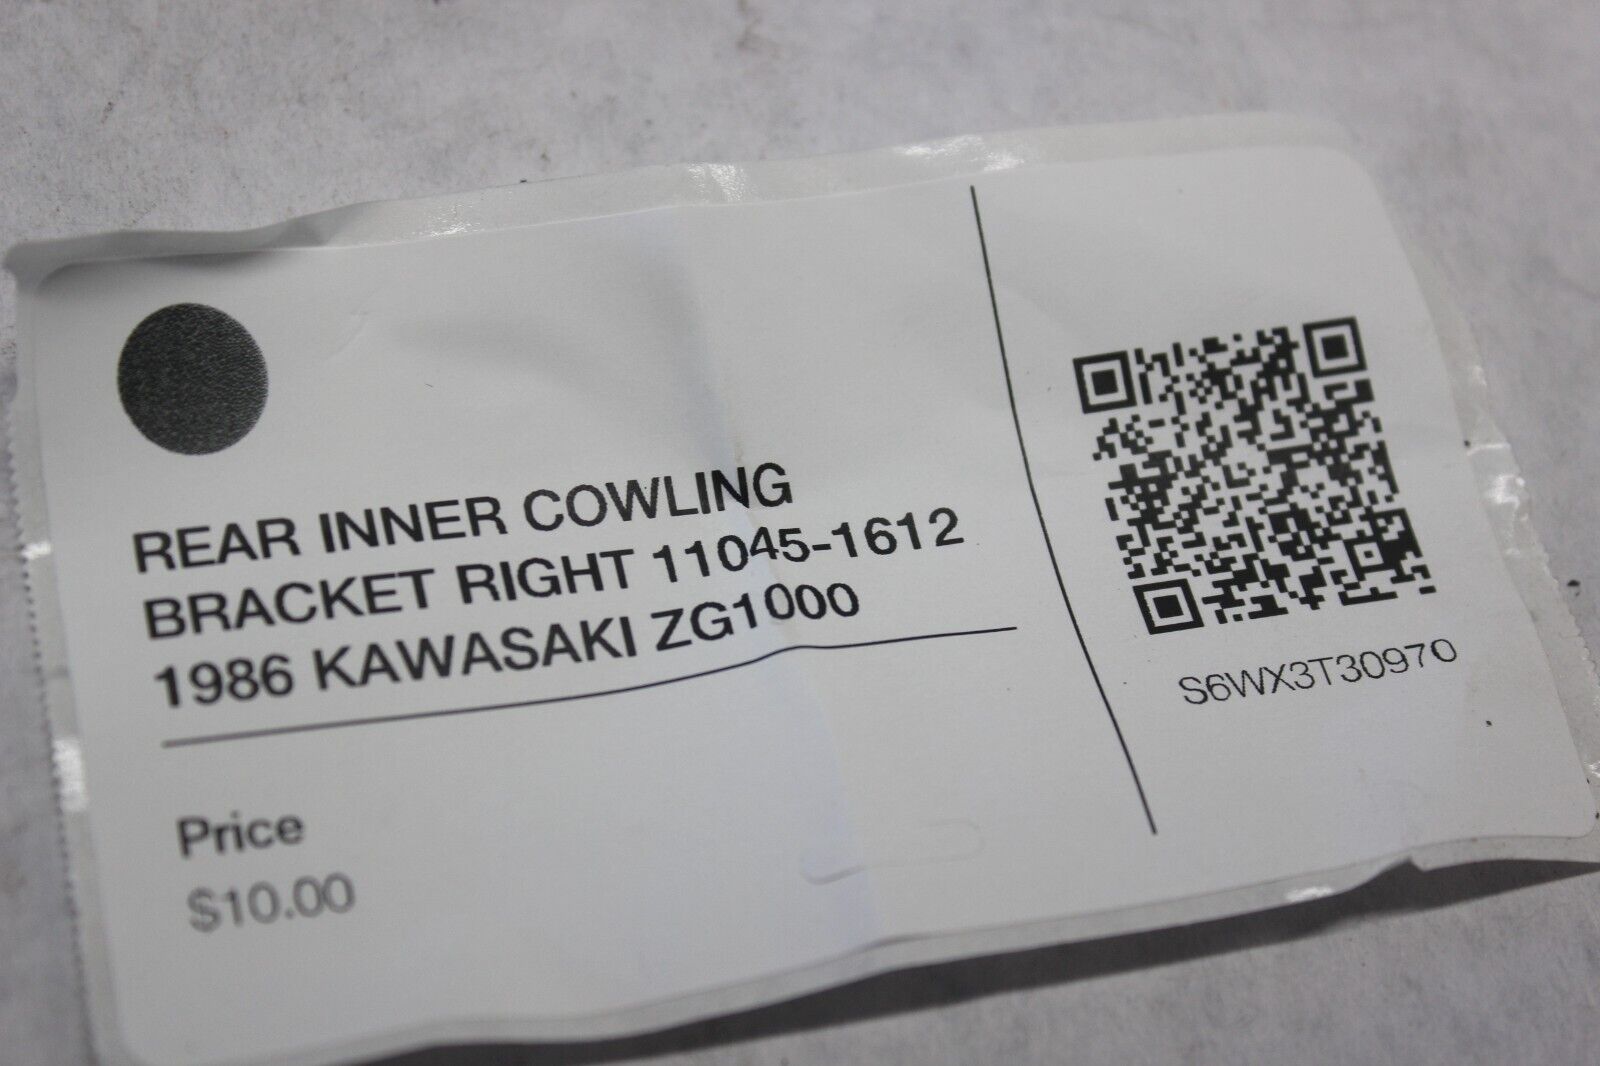 REAR INNER COWLING
BRACKET RIGHT 11045-1612
1986 KAWASAKI ZG1000
Price
$10.00
S6WX3T30970